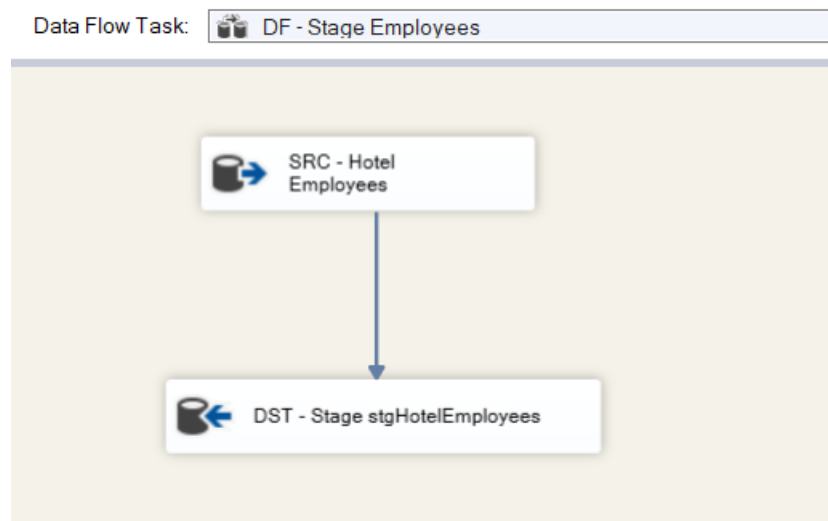 Data Flow Task: DF - Stage Employees
SRC - Hotel
Employees
DST - Stage stgHotelEmployees